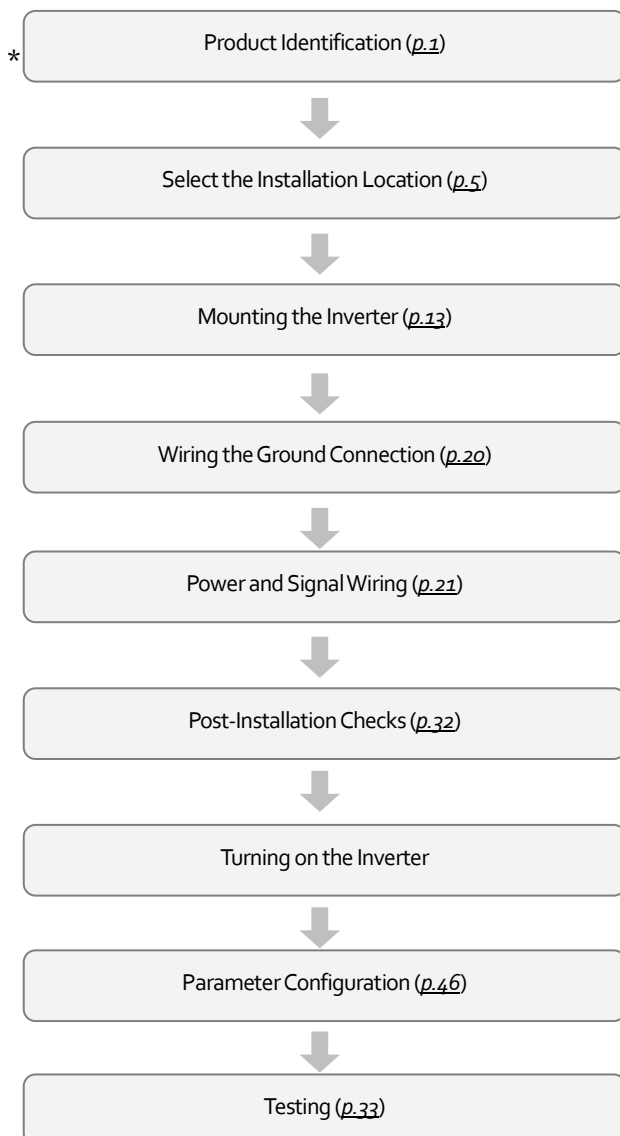 Product Identification (p.1)
*
Select the Installation Location (p.5)
Mounting the Inverter (p.13)
Wiring the Ground Connection (p.20)
Power and Signal Wiring (p.21)
Post-Installation Checks (p.32)
Turning on the Inverter
Parameter Configuration (p.46)
Testing (p.33)